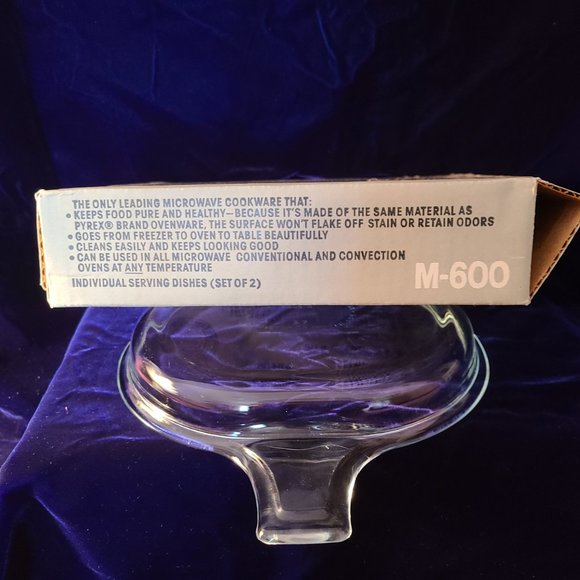 THE ONLY LEADING MICROWAVE COOKWARE THAT:
• KEEPS FOOD PURE AND HEALTHY—BECAUSE IT'S MADE OF THE SAME MATERIAL AS
PYREX® BRAND OVENWARE, THE SURFACE WON'T FLAKE OFF STAIN OR RETAIN ODORS
• GOES FROM FREEZER TO OVEN TO TABLE BEAUTIFULLY
• CLEANS EASILY AND KEEPS LOOKING GOOD
• CAN BE USED IN ALL MICROWAVE CONVENTIONAL AND CONVECTION
OVENS AT ANY TEMPERATURE
INDIVIDUAL SERVING DISHES (SET OF 2)
M-600